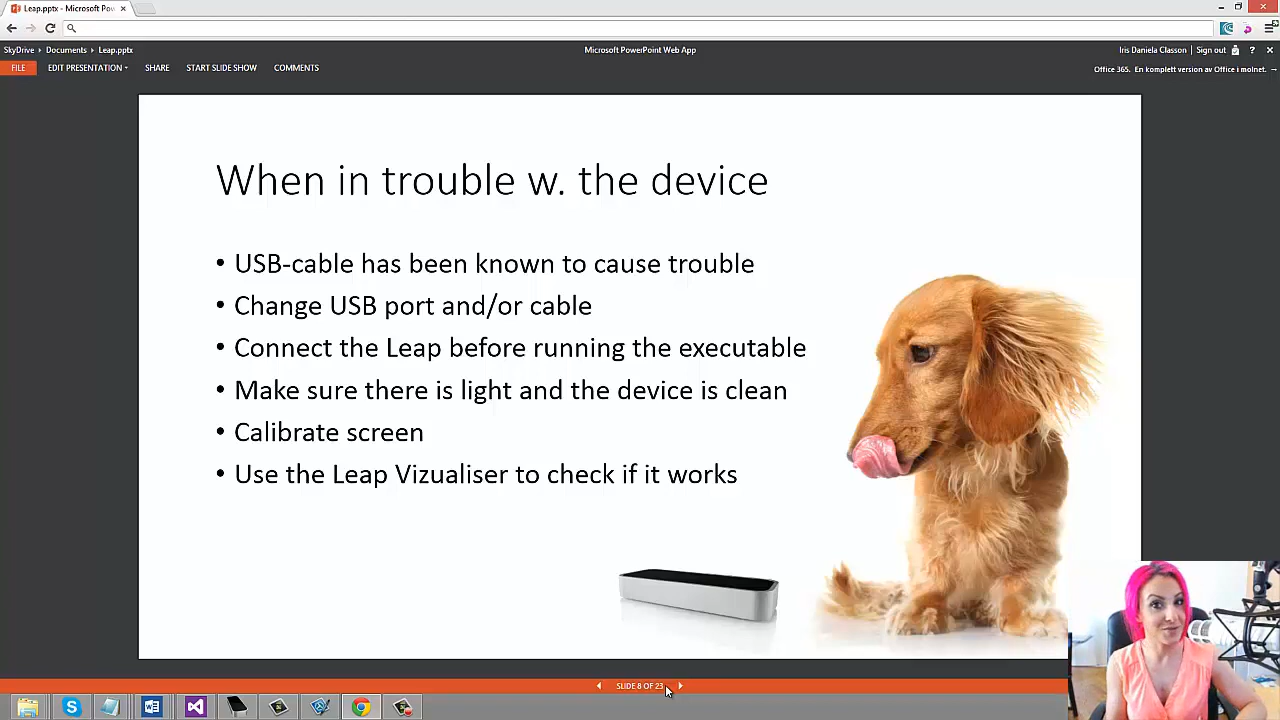 Leap.pptx - Microsoft Pow
SkyDrive ▸ Documents ▸ Leap.pptx
Microsoft PowerPoint Web App
Iris Daniela Classon
Sign out
FILE
EDIT PRESENTATION
SHARE
START SLIDE SHOW
COMMENTS
Office 365. En komplett version av Office i molnet. →
When in trouble w. the device
• USB-cable has been known to cause trouble
• Change USB port and/or cable
• Connect the Leap before running the executable
• Make sure there is light and the device is clean
• Calibrate screen
• Use the Leap Vizualiser to check if it works
SLIDE 8 OF 23